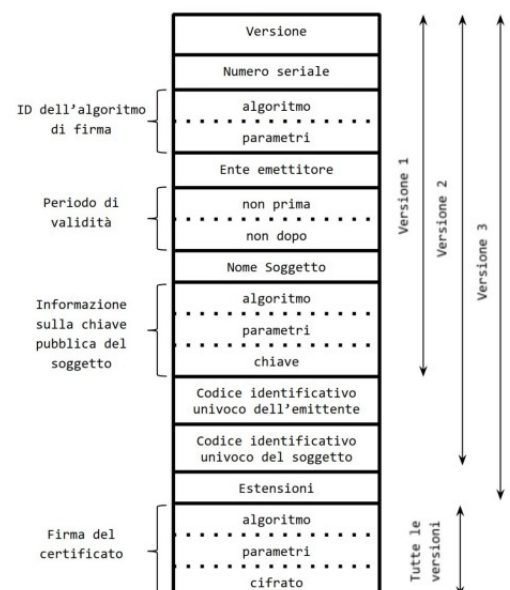 Versione
Numero seriale
ID dell'algoritmo
di firma
algoritmo
parametri
Ente emettitore
Periodo di
validità
non prima
non dopo
Nome Soggetto
Informazione
sulla chiave
pubblica del
soggetto
algoritmo
parametri
chiave
Codice identificativo
univoco dell'emittente
Codice identificativo
univoco del soggetto
Estensioni
Firma del
certificato
algoritmo
parametri
cifrato
Versione 1
Versione 2
Versione 3
Tutte le
versioni